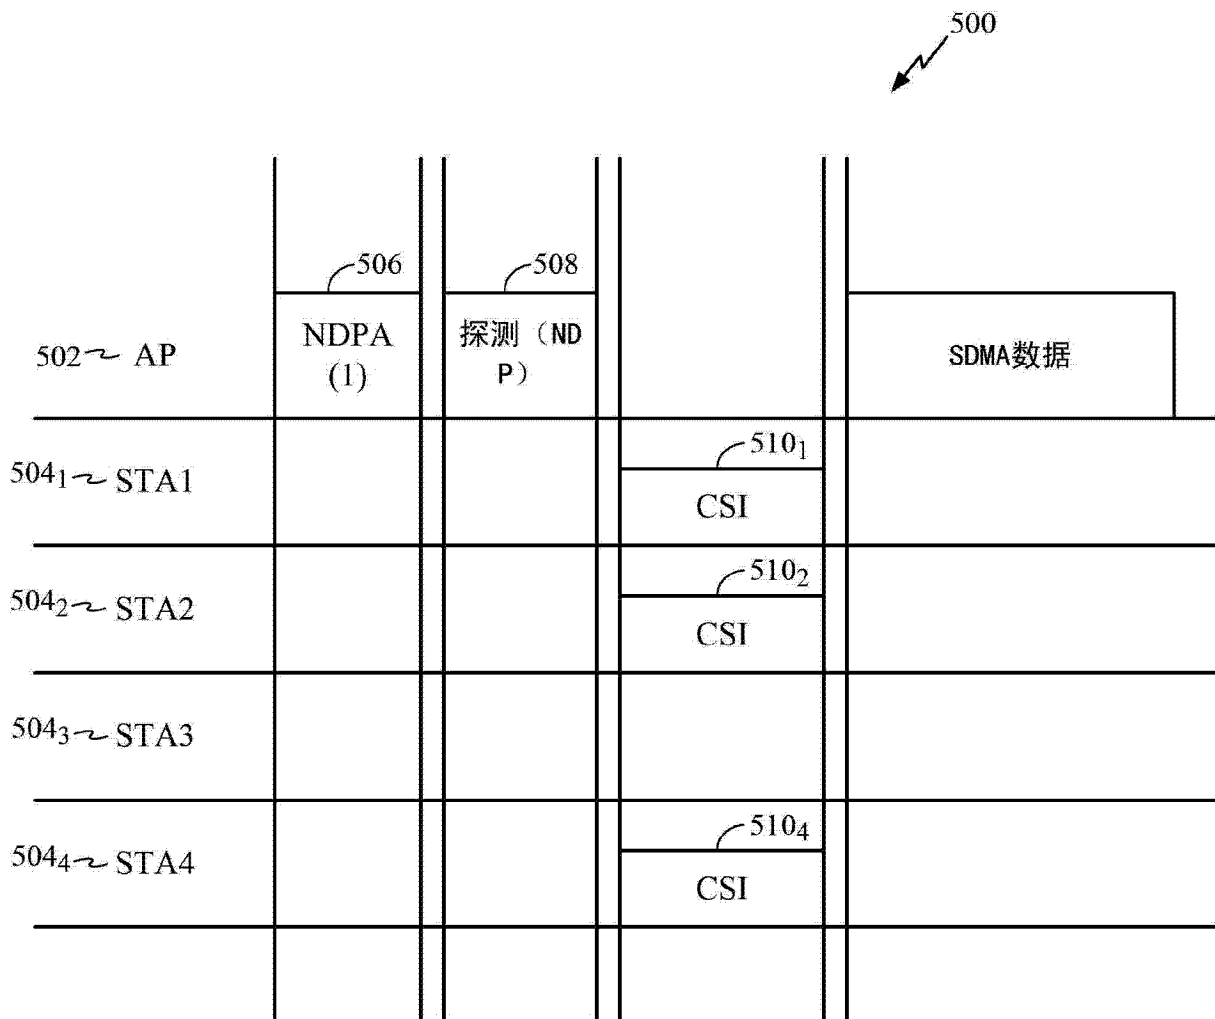 500
506
508
NDPA
(1)
探测（ND
P）
SDMA数据
502 AP
510₁
504₁ STA1
CSI
510₂
504₂ STA2
CSI
504₃ STA3
510₄
504₄ STA4
CSI